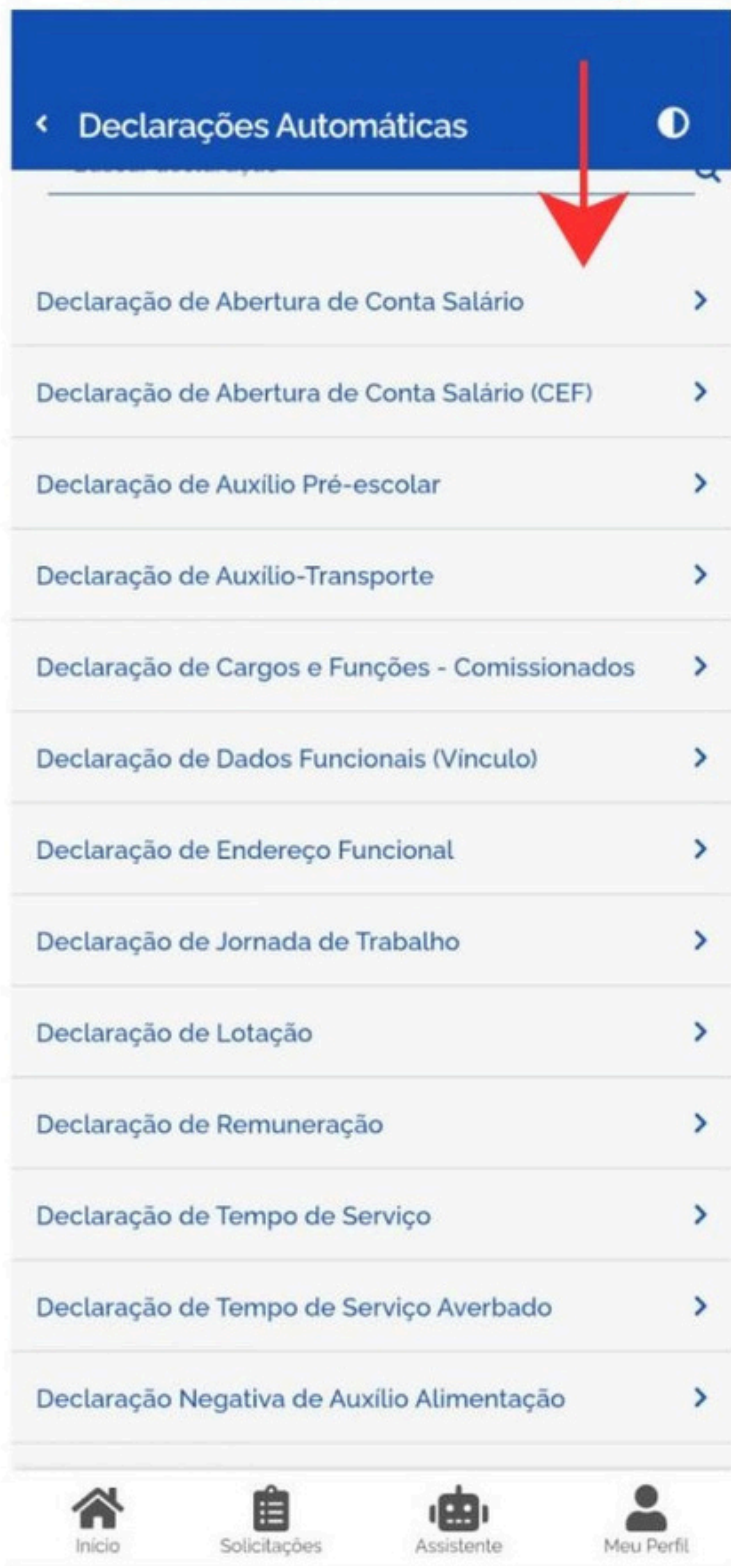 Declarações Automáticas
Declaração de Abertura de Conta Salário
Declaração de Abertura de Conta Salário (CEF)
Declaração de Auxílio Pré-escolar
Declaração de Auxílio-Transporte
Declaração de Cargos e Funções - Comissionados
Declaração de Dados Funcionais (Vínculo)
Declaração de Endereço Funcional
Declaração de Jornada de Trabalho
Declaração de Lotação
Declaração de Remuneração
Declaração de Tempo de Serviço
Declaração de Tempo de Serviço Averbado
Declaração Negativa de Auxílio Alimentação
Início
Solicitações
Assistente
Meu Perfil